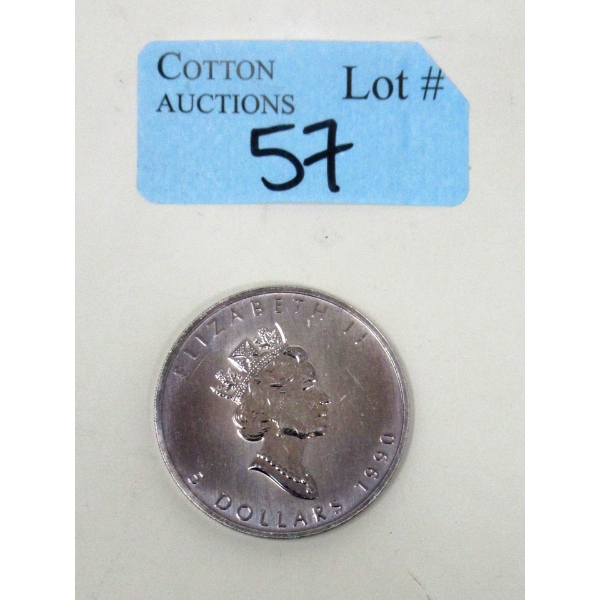 COTTON
AUCTIONS
Lot #
57
ELIZABETH II
5 DOLLARS 1990